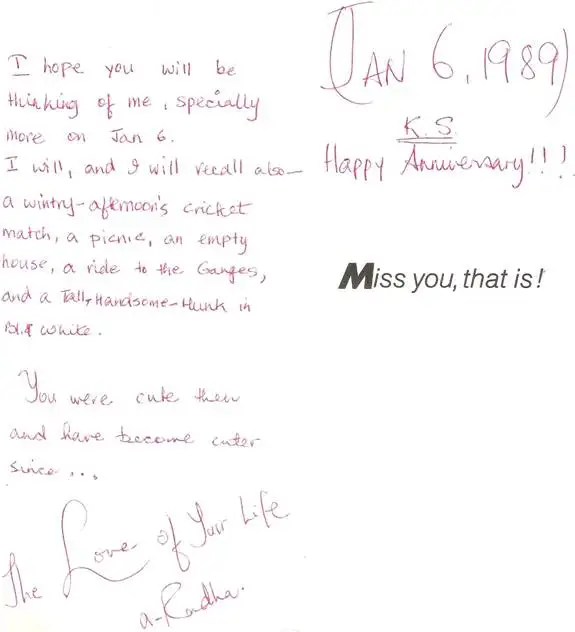 I hope you will be
thinking of me, specially
more on Jan 6.
I will, and I will recall also—
a wintry-afternoon's cricket
match, a picnic, an empty
house, a ride to the Ganges,
and a Tall, Handsome-Hunk in
Bl & White.
You were cute then
and have become cuter
since...
The Love of Your Life
a-Radha.
(JAN 6, 1989)
K.S.
Happy Anniversary!!!
Miss you, that is!